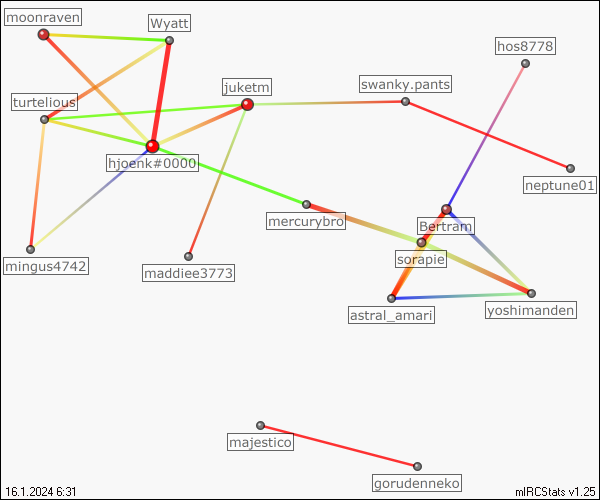 moonraven
Wyatt
hos8778
juketm
swanky.pants
turtelious
hjoenk#0000
neptune01
mercurybro
Bertram
sorapie
mingus4742
maddiee3773
astral_amari
yoshimanden
majestico
gorudenneko
16.1.2024 6:31
mIRCStats v1.25